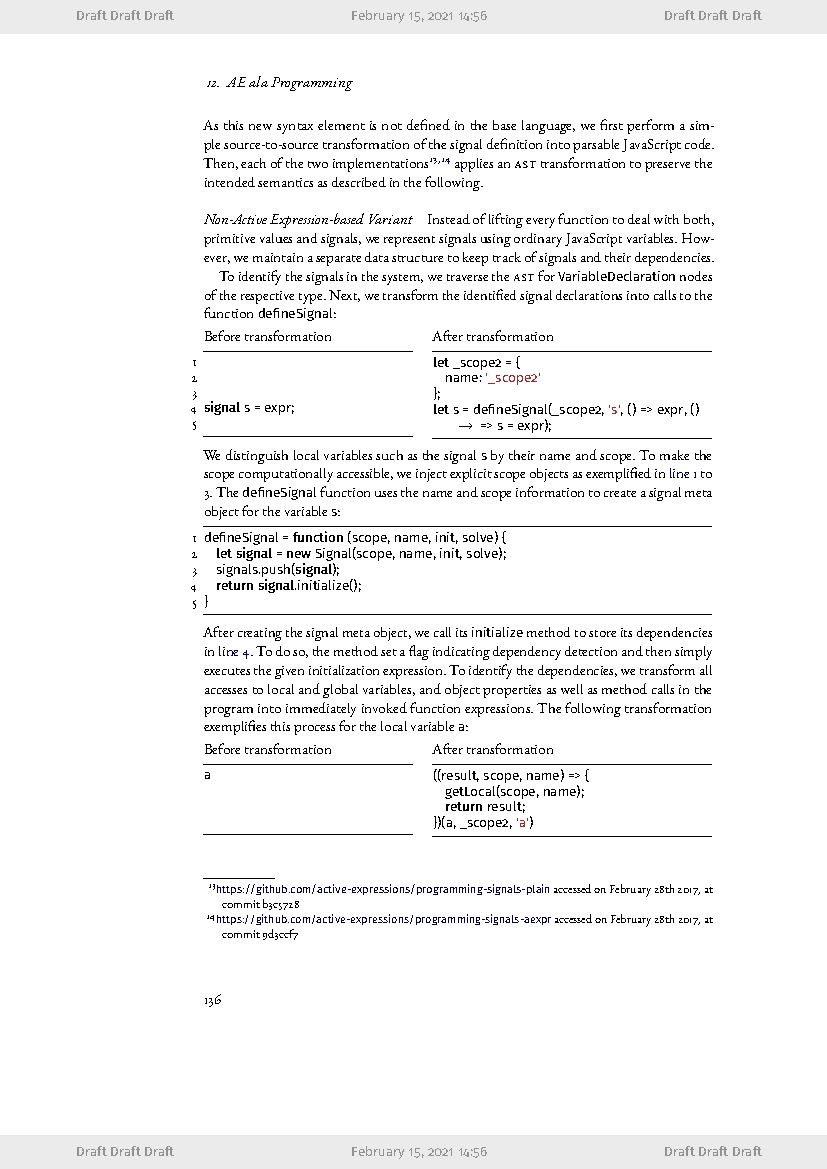 Draft Draft Draft February 15, 2021 14:56 Draft Draft Draft
12. AE ala Programming
As this new syntax element is not defined in the base language, we first perform a sim-
ple source-to-source transformation of the signal definition into parsable JavaScript code.
Then, each of the two implementations13,14 applies an AST transformation to preserve the
intended semantics as described in the following.
Non-Active Expression-based Variant Instead of lifting every function to deal with both,
primitive values and signals, we represent signals using ordinary JavaScript variables. How-
ever, we maintain a separate data structure to keep track of signals and their dependencies.
To identify the signals in the system, we traverse the AST for VariableDeclaration nodes
of the respective type. Next, we transform the identified signal declarations into calls to the
function defineSignal:
Before transformation After transformation
1 let _scope2 = {
2 name: '_scope2'
3 };
4 signal s = expr; let s = defineSignal(_scope2, 's', () => expr, ()
5 → => s = expr);
We distinguish local variables such as the signal s by their name and scope. To make the
scope computationally accessible, we inject explicit scope objects as exemplified in line 1 to
3. The defineSignal function uses the name and scope information to create a signal meta
object for the variable s:
1 defineSignal = function (scope, name, init, solve) {
2 let signal = new Signal(scope, name, init, solve);
3 signals.push(signal);
4 return signal.initialize();
5 }
After creating the signal meta object, we call its initialize method to store its dependencies
in line 4. To do so, the method set a flag indicating dependency detection and then simply
executes the given initialization expression. To identify the dependencies, we transform all
accesses to local and global variables, and object properties as well as method calls in the
program into immediately invoked function expressions. The following transformation
exemplifies this process for the local variable a:
Before transformation After transformation
a ((result, scope, name) => {
getLocal(scope, name);
return result;
})(a, _scope2, 'a')
13https://github.com/active-expressions/programming-signals-plain accessed on February 28th 2017, at
commit b3c5728
14https://github.com/active-expressions/programming-signals-aexpr accessed on February 28th 2017, at
commit 9d3ccf7
136
Draft Draft Draft February 15, 2021 14:56 Draft Draft Draft